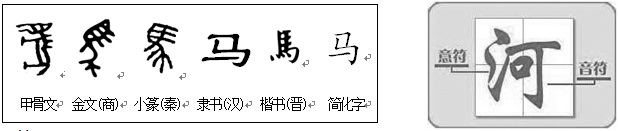 馬 马 馬 马
甲骨文 金文(商) 小篆(秦) 隶书(汉) 楷书(晋) 简化字
河
意符
音符